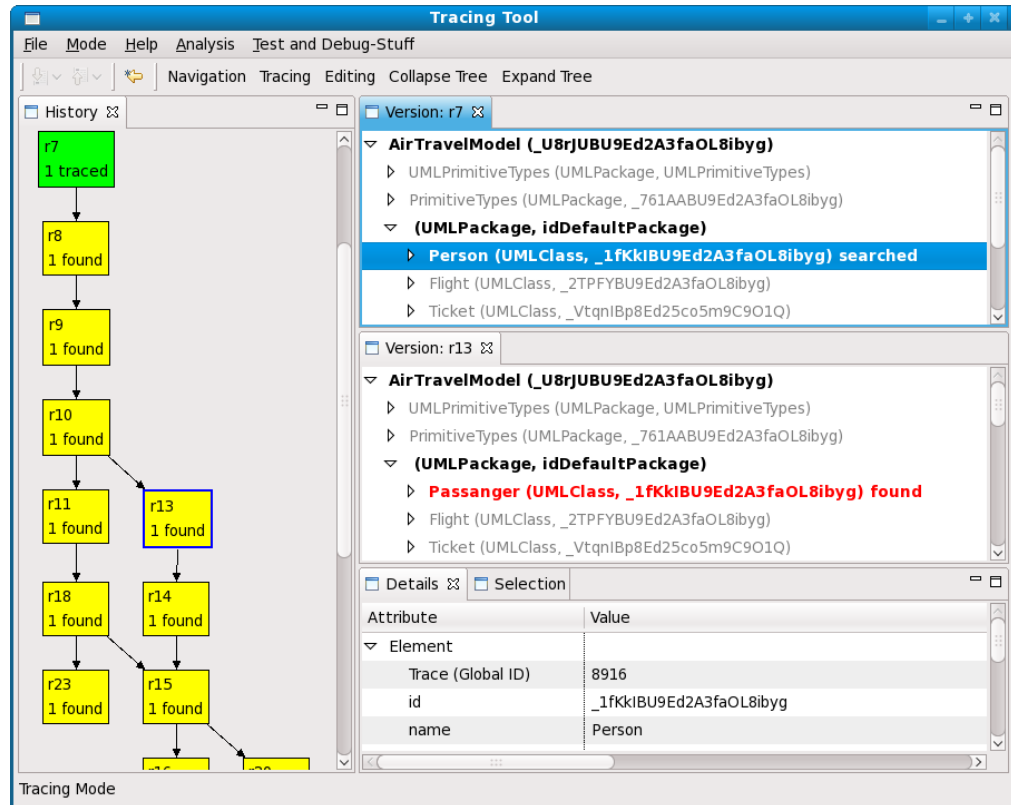 Tracing Tool
File Mode Help Analysis Test and Debug-Stuff
Navigation Tracing Editing Collapse Tree Expand Tree
History
r7
1 traced
r8
1 found
r9
1 found
r10
1 found
r11
1 found
r13
1 found
r18
1 found
r14
1 found
r23
1 found
r15
1 found
Version: r7
AirTravelModel (_U8rJUBU9Ed2A3faOL8ibyg)
UMLPrimitiveTypes (UMLPackage, UMLPrimitiveTypes)
PrimitiveTypes (UMLPackage, _761AABU9Ed2A3faOL8ibyg)
(UMLPackage, idDefaultPackage)
Person (UMLClass, _1fKkIBU9Ed2A3faOL8ibyg) searched
Flight (UMLClass, _2TPFYBU9Ed2A3faOL8ibyg)
Ticket (UMLClass, _VtqnIBp8Ed25co5m9C9O1Q)
Version: r13
AirTravelModel (_U8rJUBU9Ed2A3faOL8ibyg)
UMLPrimitiveTypes (UMLPackage, UMLPrimitiveTypes)
PrimitiveTypes (UMLPackage, _761AABU9Ed2A3faOL8ibyg)
(UMLPackage, idDefaultPackage)
Passanger (UMLClass, _1fKkIBU9Ed2A3faOL8ibyg) found
Flight (UMLClass, _2TPFYBU9Ed2A3faOL8ibyg)
Ticket (UMLClass, _VtqnIBp8Ed25co5m9C9O1Q)
Details Selection
Attribute Value
Element
Trace (Global ID) 8916
id _1fKkIBU9Ed2A3faOL8ibyg
name Person
Tracing Mode